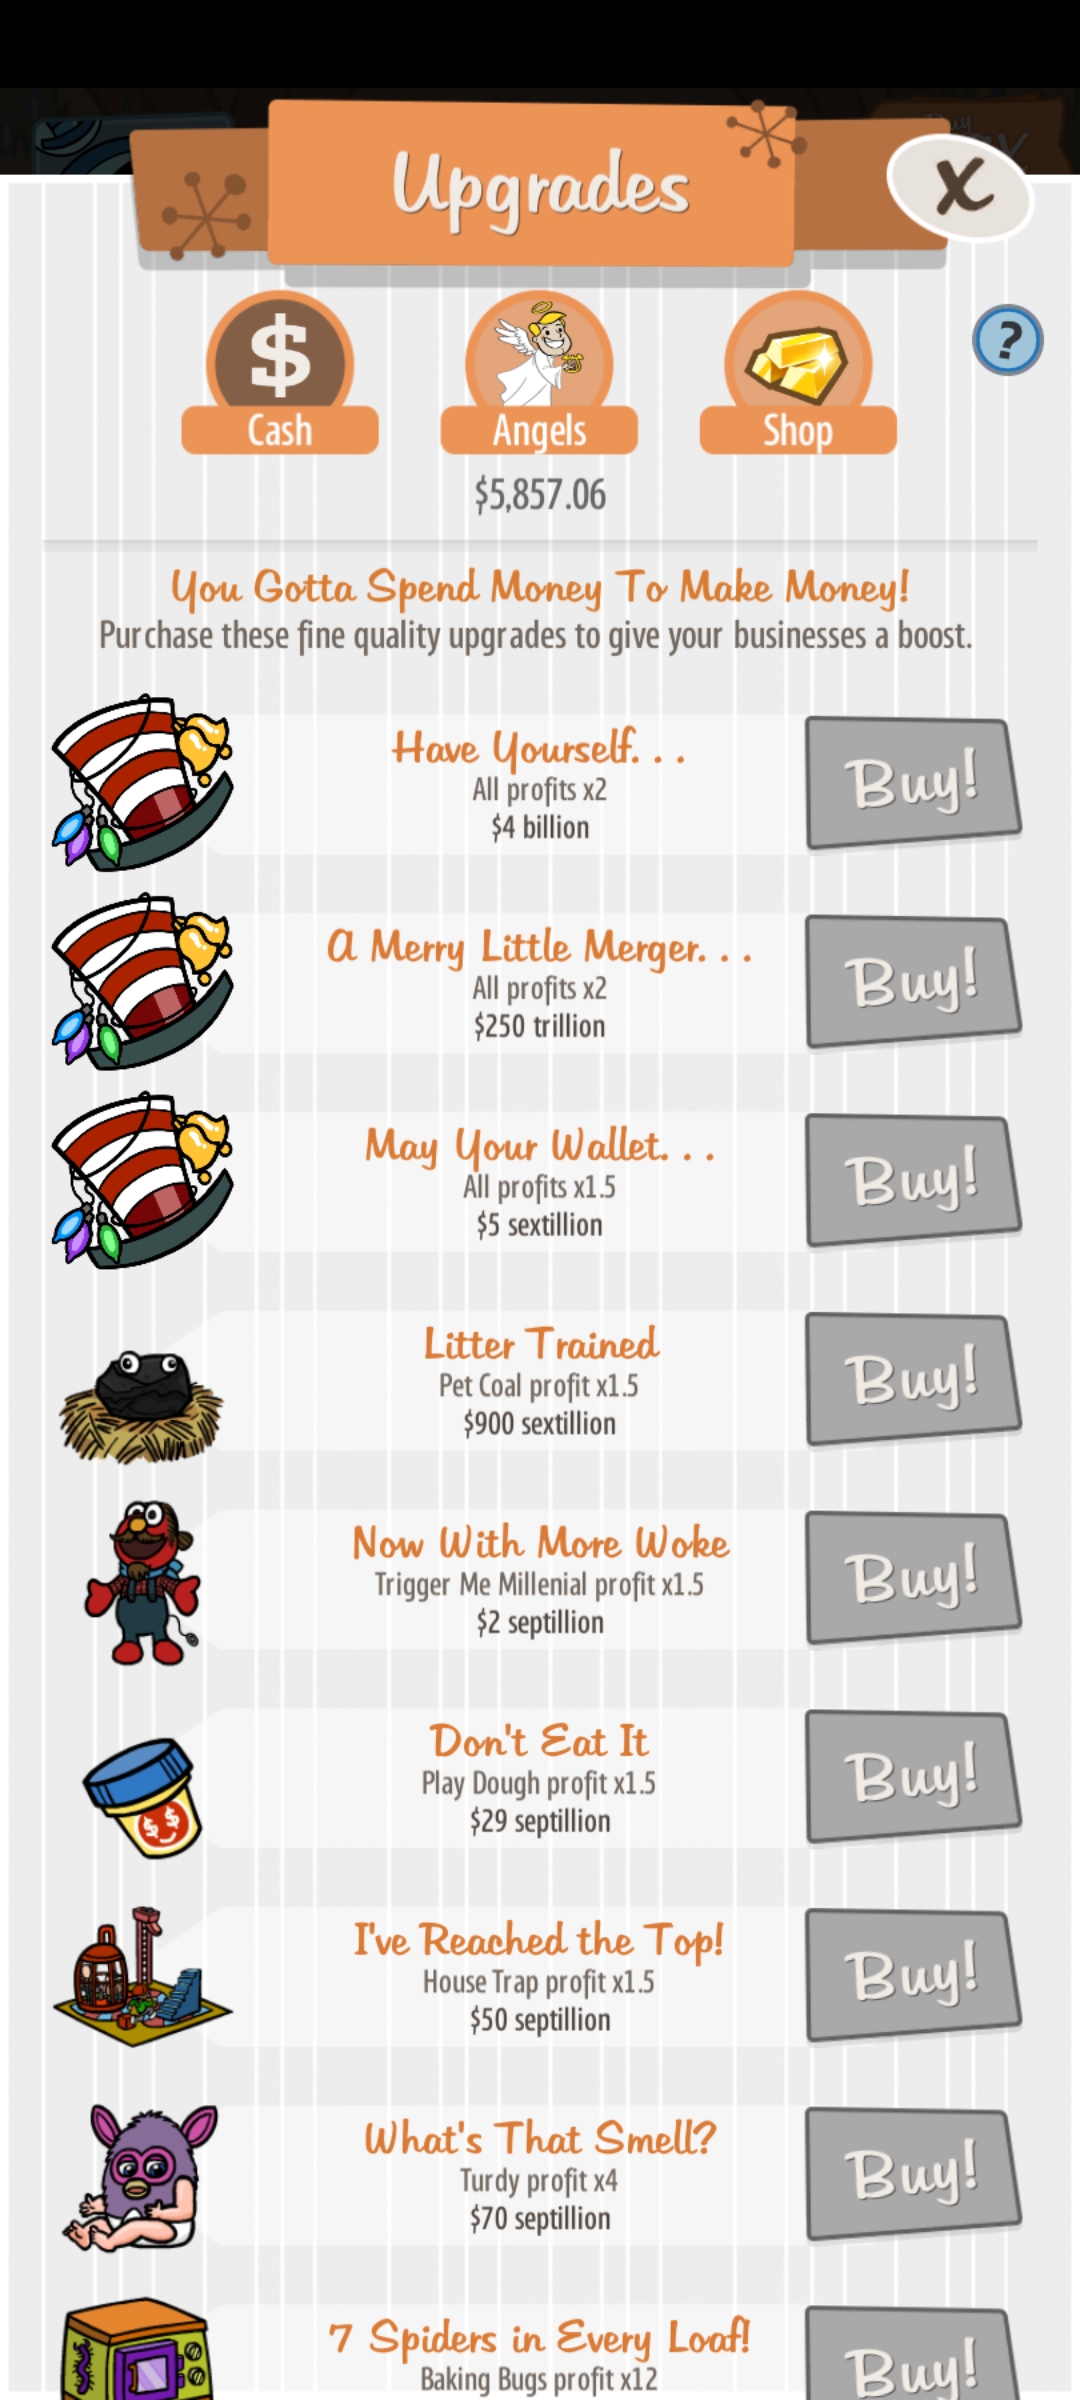 Upgrades
X
$
Cash
Angels
Shop
?
$5,857.06
You Gotta Spend Money To Make Money!
Purchase these fine quality upgrades to give your businesses a boost.
Have Yourself. . .
All profits x2
$4 billion
Buy!
A Merry Little Merger. . .
All profits x2
$250 trillion
Buy!
May Your Wallet. . .
All profits x1.5
$5 sextillion
Buy!
Litter Trained
Pet Coal profit x1.5
$900 sextillion
Buy!
Now With More Woke
Trigger Me Millenial profit x1.5
$2 septillion
Buy!
Don't Eat It
Play Dough profit x1.5
$29 septillion
Buy!
I've Reached the Top!
House Trap profit x1.5
$50 septillion
Buy!
What's That Smell?
Turdy profit x4
$70 septillion
Buy!
7 Spiders in Every Loaf!
Baking Bugs profit x12
Buy!